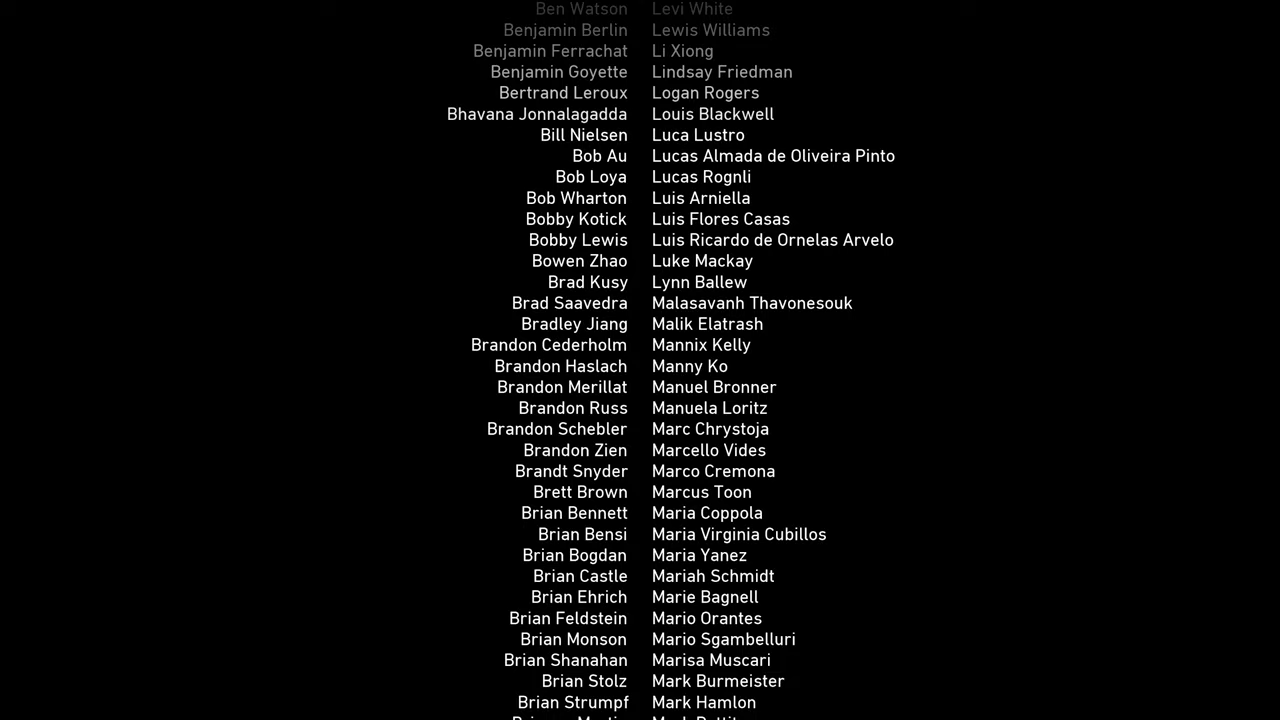 Ben Watson Levi White
Benjamin Berlin Lewis Williams
Benjamin Ferrachat Li Xiong
Benjamin Goyette Lindsay Friedman
Bertrand Leroux Logan Rogers
Bhavana Jonnalagadda Louis Blackwell
Bill Nielsen Luca Lustro
Bob Au Lucas Almada de Oliveira Pinto
Bob Loya Lucas Rognli
Bob Wharton Luis Arniella
Bobby Kotick Luis Flores Casas
Bobby Lewis Luis Ricardo de Ornelas Arvelo
Bowen Zhao Luke Mackay
Brad Kusy Lynn Ballew
Brad Saavedra Malasavanh Thavonesouk
Bradley Jiang Malik Elatrash
Brandon Cederholm Mannix Kelly
Brandon Haslach Manny Ko
Brandon Merillat Manuel Bronner
Brandon Russ Manuela Loritz
Brandon Schebler Marc Chrystoja
Brandon Zien Marcello Vides
Brandt Snyder Marco Cremona
Brett Brown Marcus Toon
Brian Bennett Maria Coppola
Brian Bensi Maria Virginia Cubillos
Brian Bogdan Maria Yanez
Brian Castle Mariah Schmidt
Brian Ehrich Marie Bagnell
Brian Feldstein Mario Orantes
Brian Monson Mario Sgambelluri
Brian Shanahan Marisa Muscari
Brian Stolz Mark Burmeister
Brian Strumpf Mark Hamlon